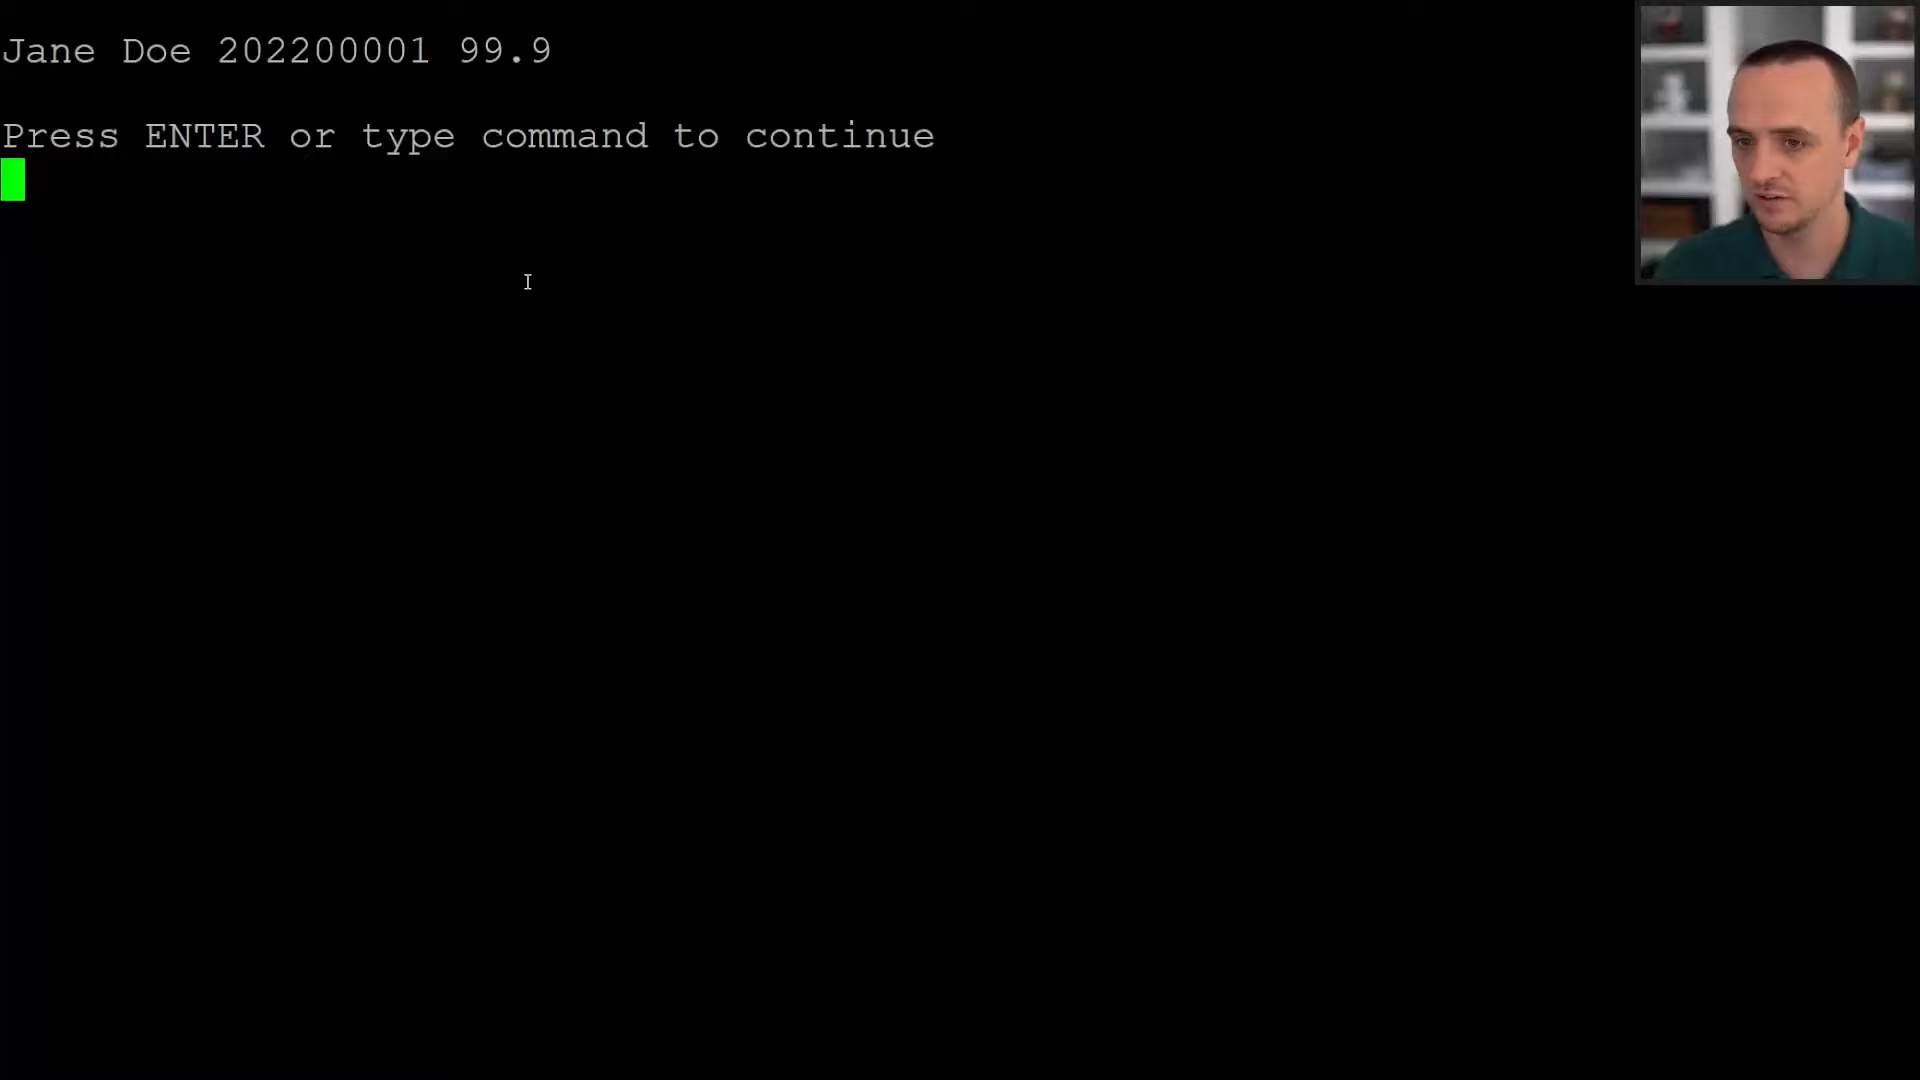 Jane Doe 202200001 99.9
Press ENTER or type command to continue